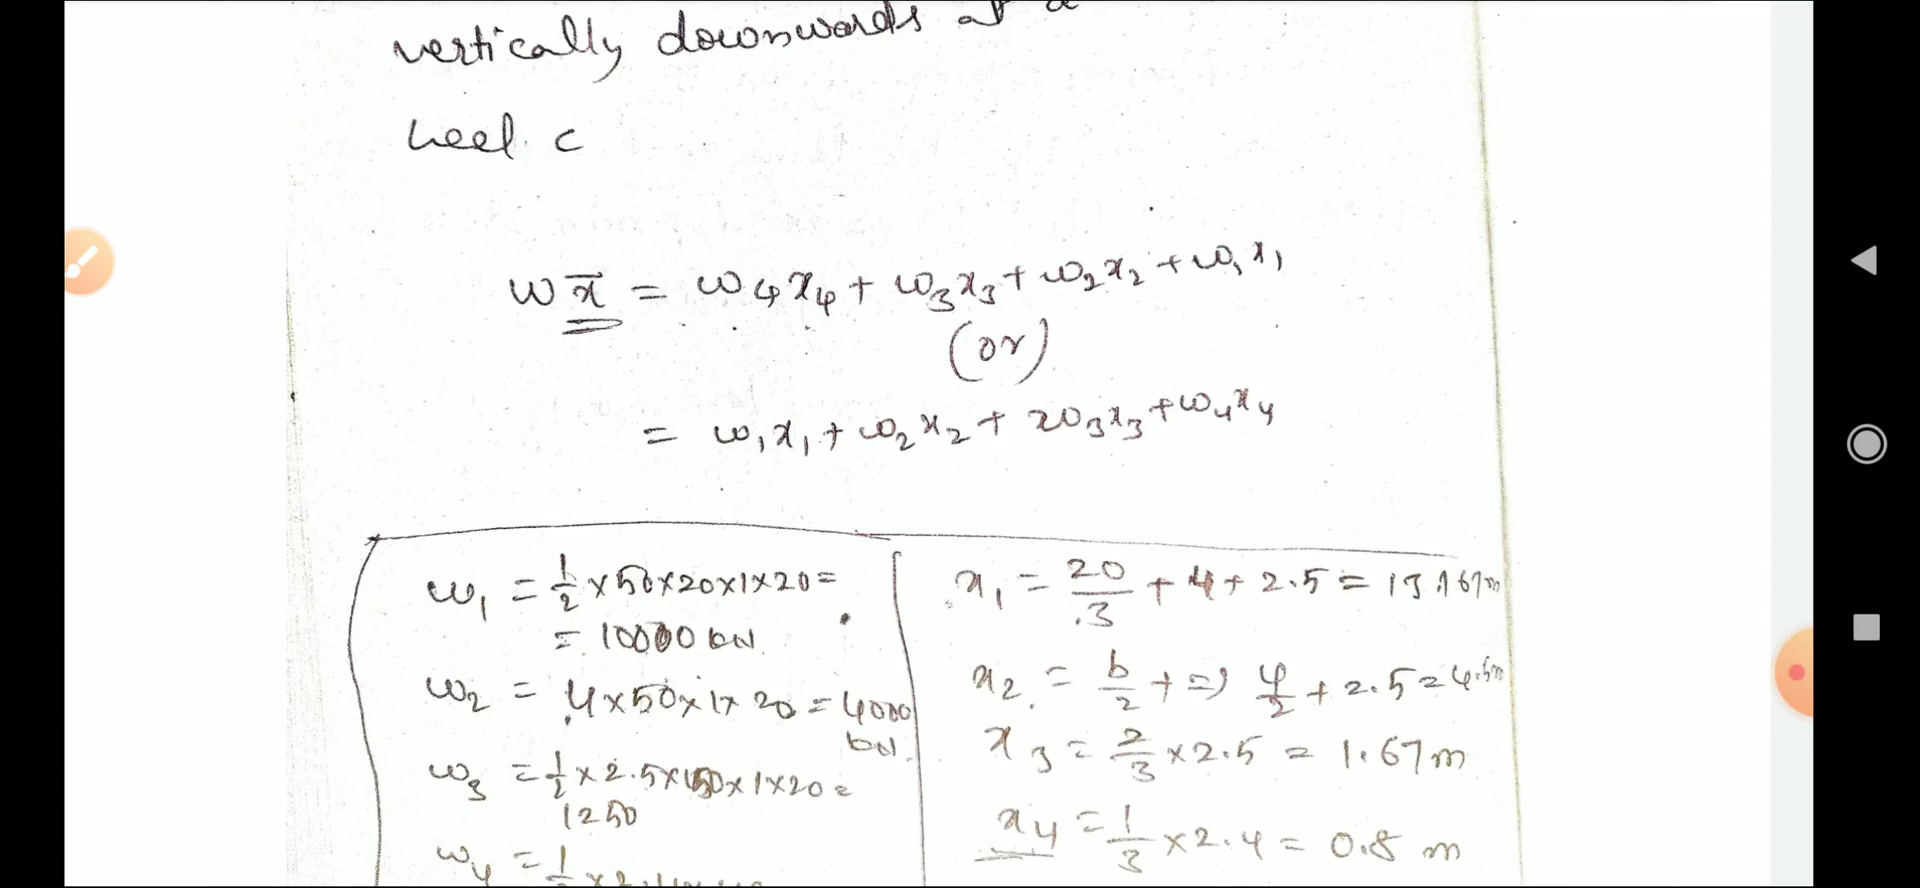 vertically downwards at a
heel c
w x̄ = w4x4 + w3x3 + w2x2 + w1x1
(or)
= w1x1 + w2x2 + w3x3 + w4x4
w1 = 1/2 × 50×20×1×20 =
= 10000 kN
w2 = 4×50×1×20 = 4000
kN
w3 = 1/2 × 2.5×50×1×20 =
1250
w4 = 1
x1 = 20/3 + 4 + 2.5 = 13.167m
x2 = b/2 + => 4/2 + 2.5 = 4.5m
x3 = 2/3 × 2.5 = 1.67m
x4 = 1/3 × 2.4 = 0.8 m